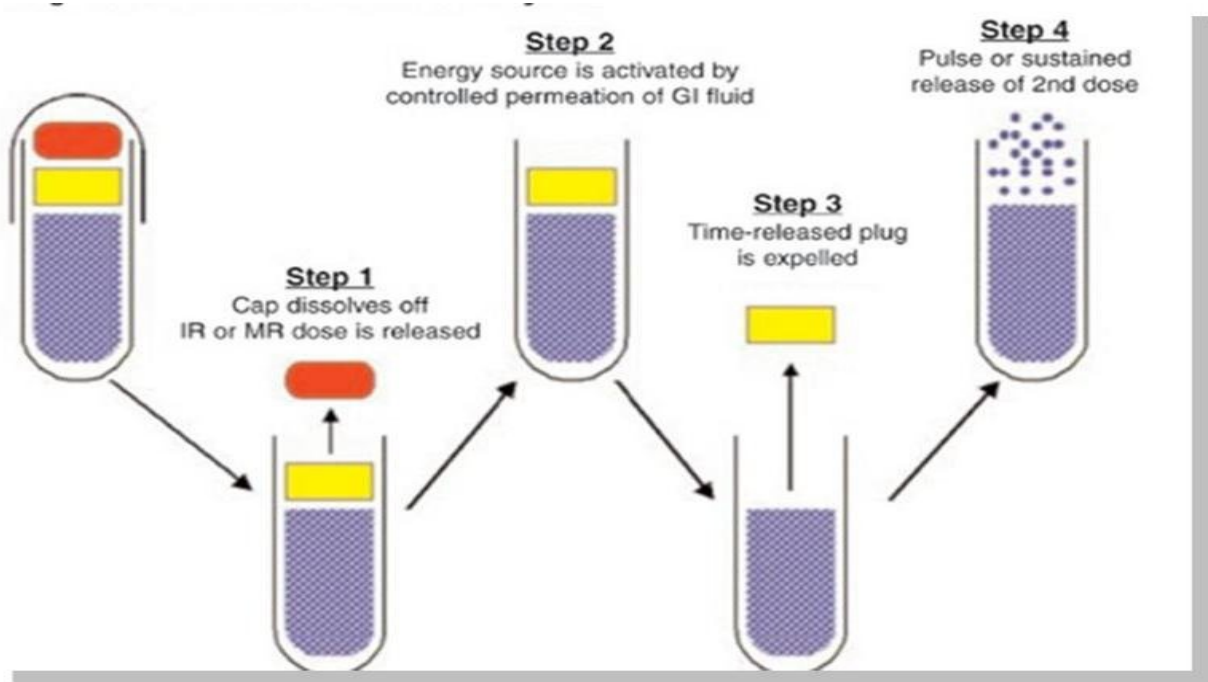 Step 1
Cap dissolves off
IR or MR dose is released
Step 2
Energy source is activated by
controlled permeation of GI fluid
Step 3
Time-released plug
is expelled
Step 4
Pulse or sustained
release of 2nd dose